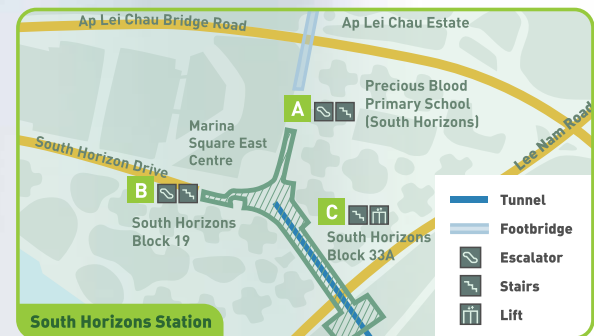 Ap Lei Chau Bridge Road
Ap Lei Chau Estate
A
Precious Blood
Primary School
(South Horizons)
Marina
Square East
Centre
Lee Nam Road
South Horizon Drive
B
C
South Horizons
Block 19
South Horizons
Block 33A
Tunnel
Footbridge
Escalator
Stairs
Lift
South Horizons Station